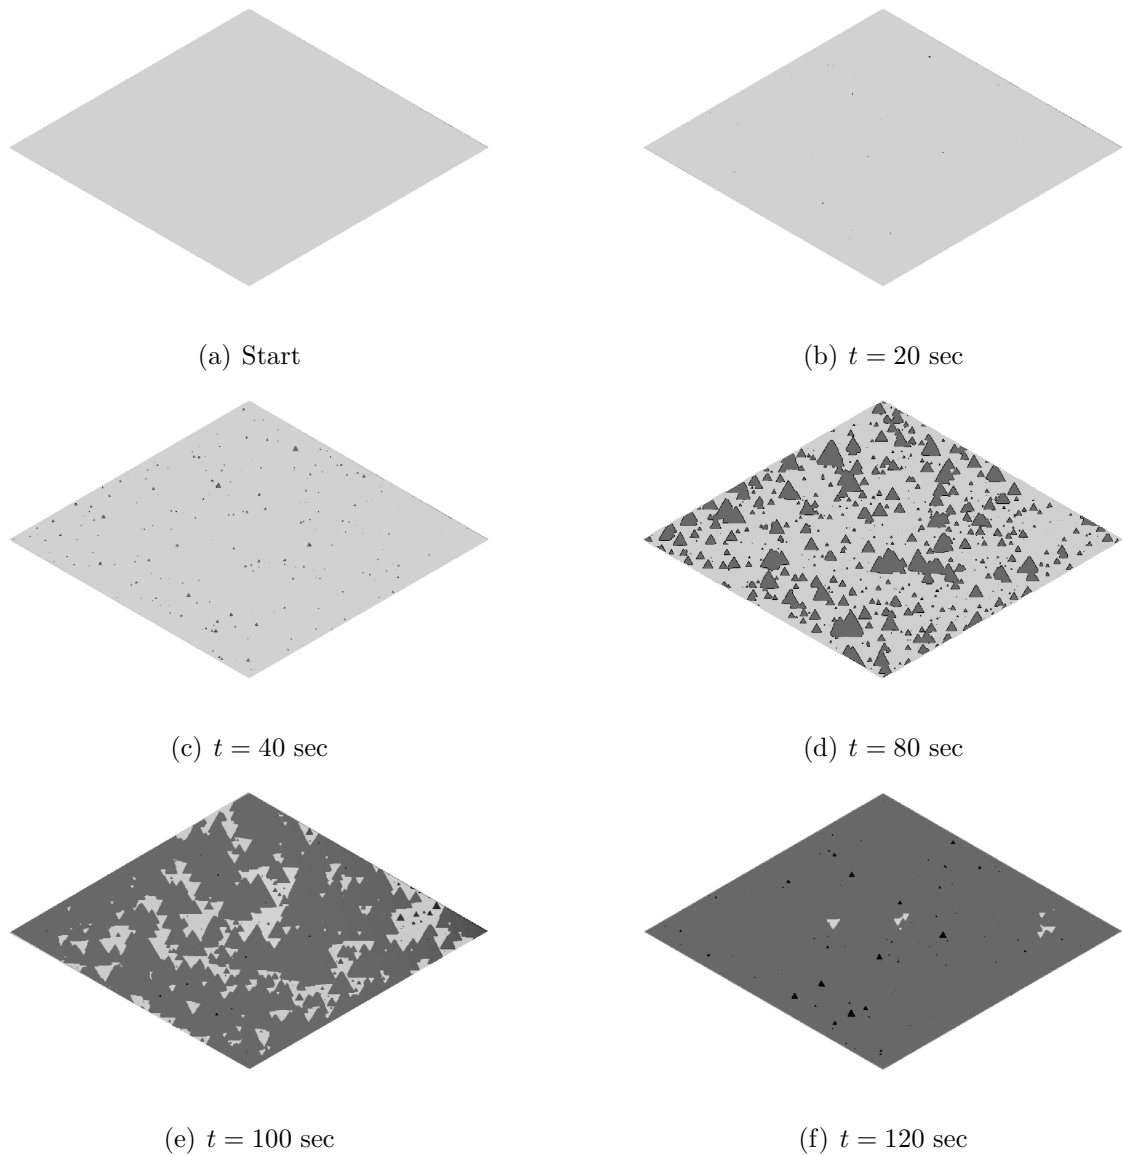 (a) Start
(b) t = 20 sec
(c) t = 40 sec
(d) t = 80 sec
(e) t = 100 sec
(f) t = 120 sec